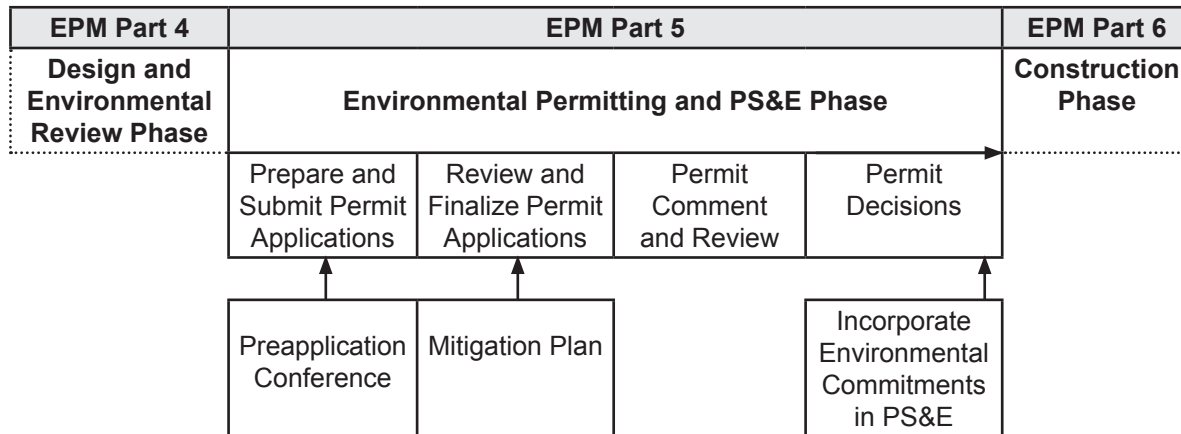 EPM Part 4
EPM Part 5
EPM Part 6
Design and
Environmental
Review Phase
Environmental Permitting and PS&E Phase
Construction
Phase
Prepare and
Submit Permit
Applications
Review and
Finalize Permit
Applications
Permit
Comment
and Review
Permit
Decisions
Preapplication
Conference
Mitigation Plan
Incorporate
Environmental
Commitments
in PS&E